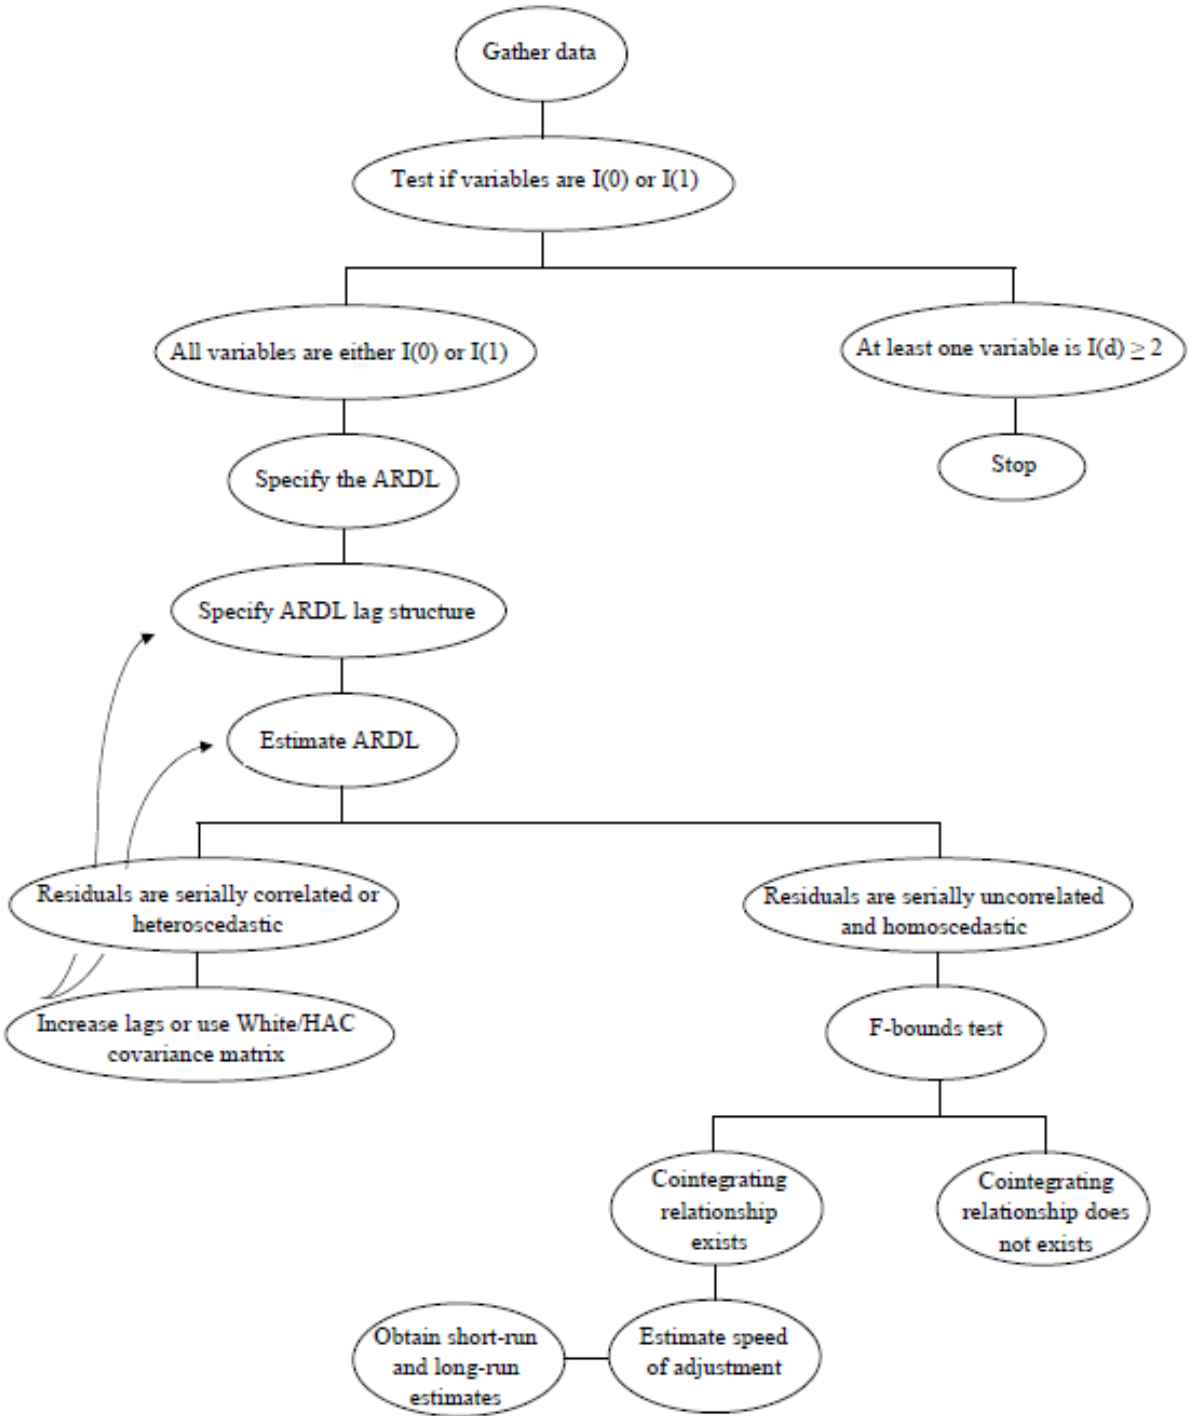 Gather data
Test if variables are I(0) or I(1)
All variables are either I(0) or I(1)
At least one variable is I(d) ≥ 2
Specify the ARDL
Stop
Specify ARDL lag structure
Estimate ARDL
Residuals are serially correlated or
heteroscedastic
Residuals are serially uncorrelated
and homoscedastic
Increase lags or use White/HAC
covariance matrix
F-bounds test
Cointegrating
relationship
exists
Cointegrating
relationship does
not exists
Obtain short-run
and long-run
estimates
Estimate speed
of adjustment